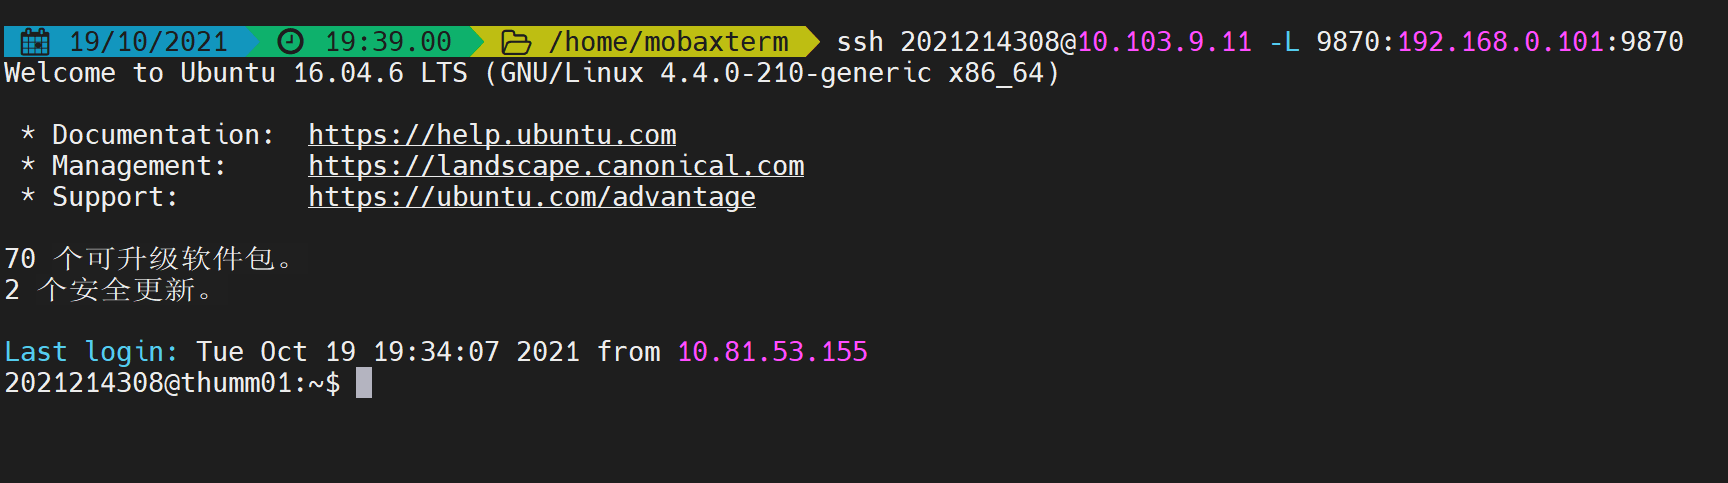 19/10/2021 19:39.00 /home/mobaxterm ssh 2021214308@10.103.9.11 -L 9870:192.168.0.101:9870
Welcome to Ubuntu 16.04.6 LTS (GNU/Linux 4.4.0-210-generic x86_64)
* Documentation: https://help.ubuntu.com
* Management: https://landscape.canonical.com
* Support: https://ubuntu.com/advantage
70 个可升级软件包。
2 个安全更新。
Last login: Tue Oct 19 19:34:07 2021 from 10.81.53.155
2021214308@thumm01:~$